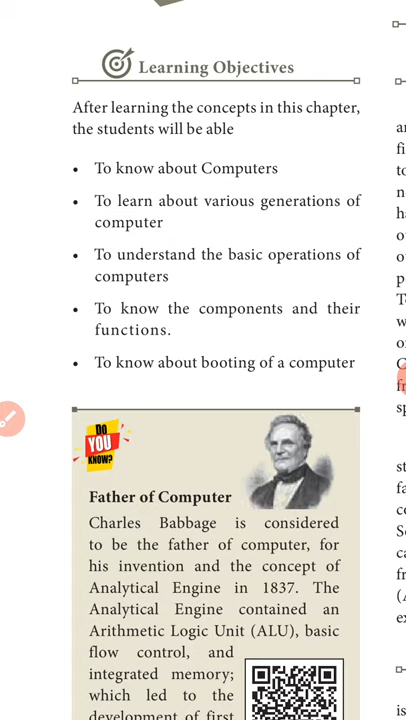 Learning Objectives
After learning the concepts in this chapter,
the students will be able
• To know about Computers
• To learn about various generations of
computer
• To understand the basic operations of
computers
• To know the components and their
functions.
• To know about booting of a computer
DO
YOU
KNOW?
Father of Computer
Charles Babbage is considered
to be the father of computer, for
his invention and the concept of
Analytical Engine in 1837. The
Analytical Engine contained an
Arithmetic Logic Unit (ALU), basic
flow control, and
integrated memory;
which led to the
development of first